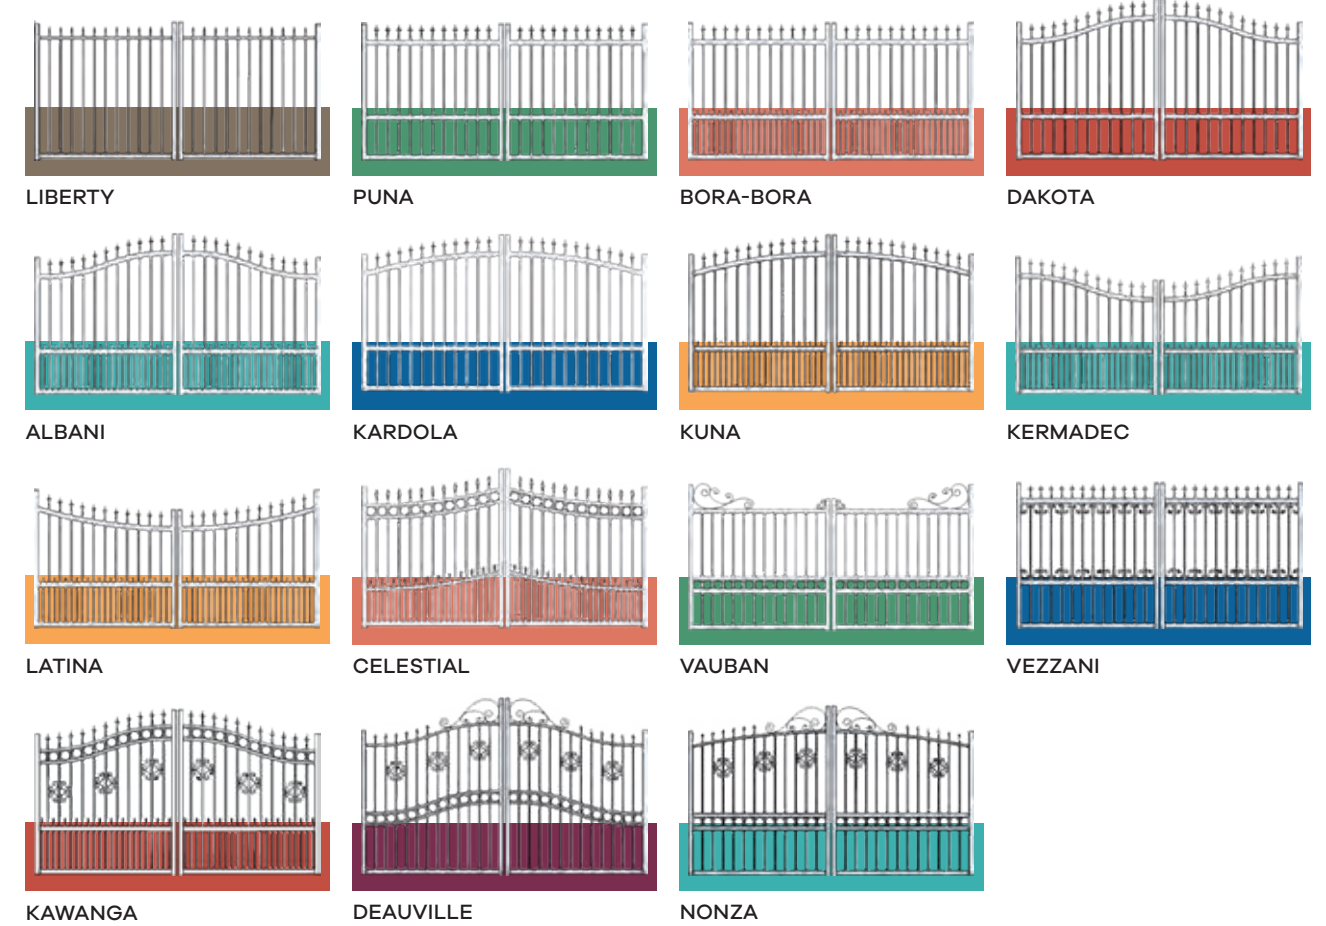 LIBERTY
PUNA
BORA-BORA
DAKOTA
ALBANI
KARDOLA
KUNA
KERMADEC
LATINA
CELESTIAL
VAUBAN
VEZZANI
KAWANGA
DEAUVILLE
NONZA